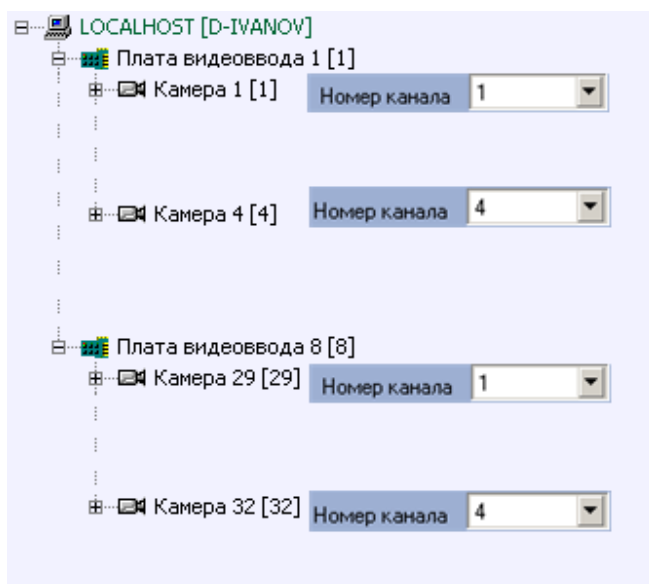 LOCALHOST [D-IVANOV]
Плата видеоввода 1 [1]
Камера 1 [1] Номер канала 1
Камера 4 [4] Номер канала 4
Плата видеоввода 8 [8]
Камера 29 [29] Номер канала 1
Камера 32 [32] Номер канала 4